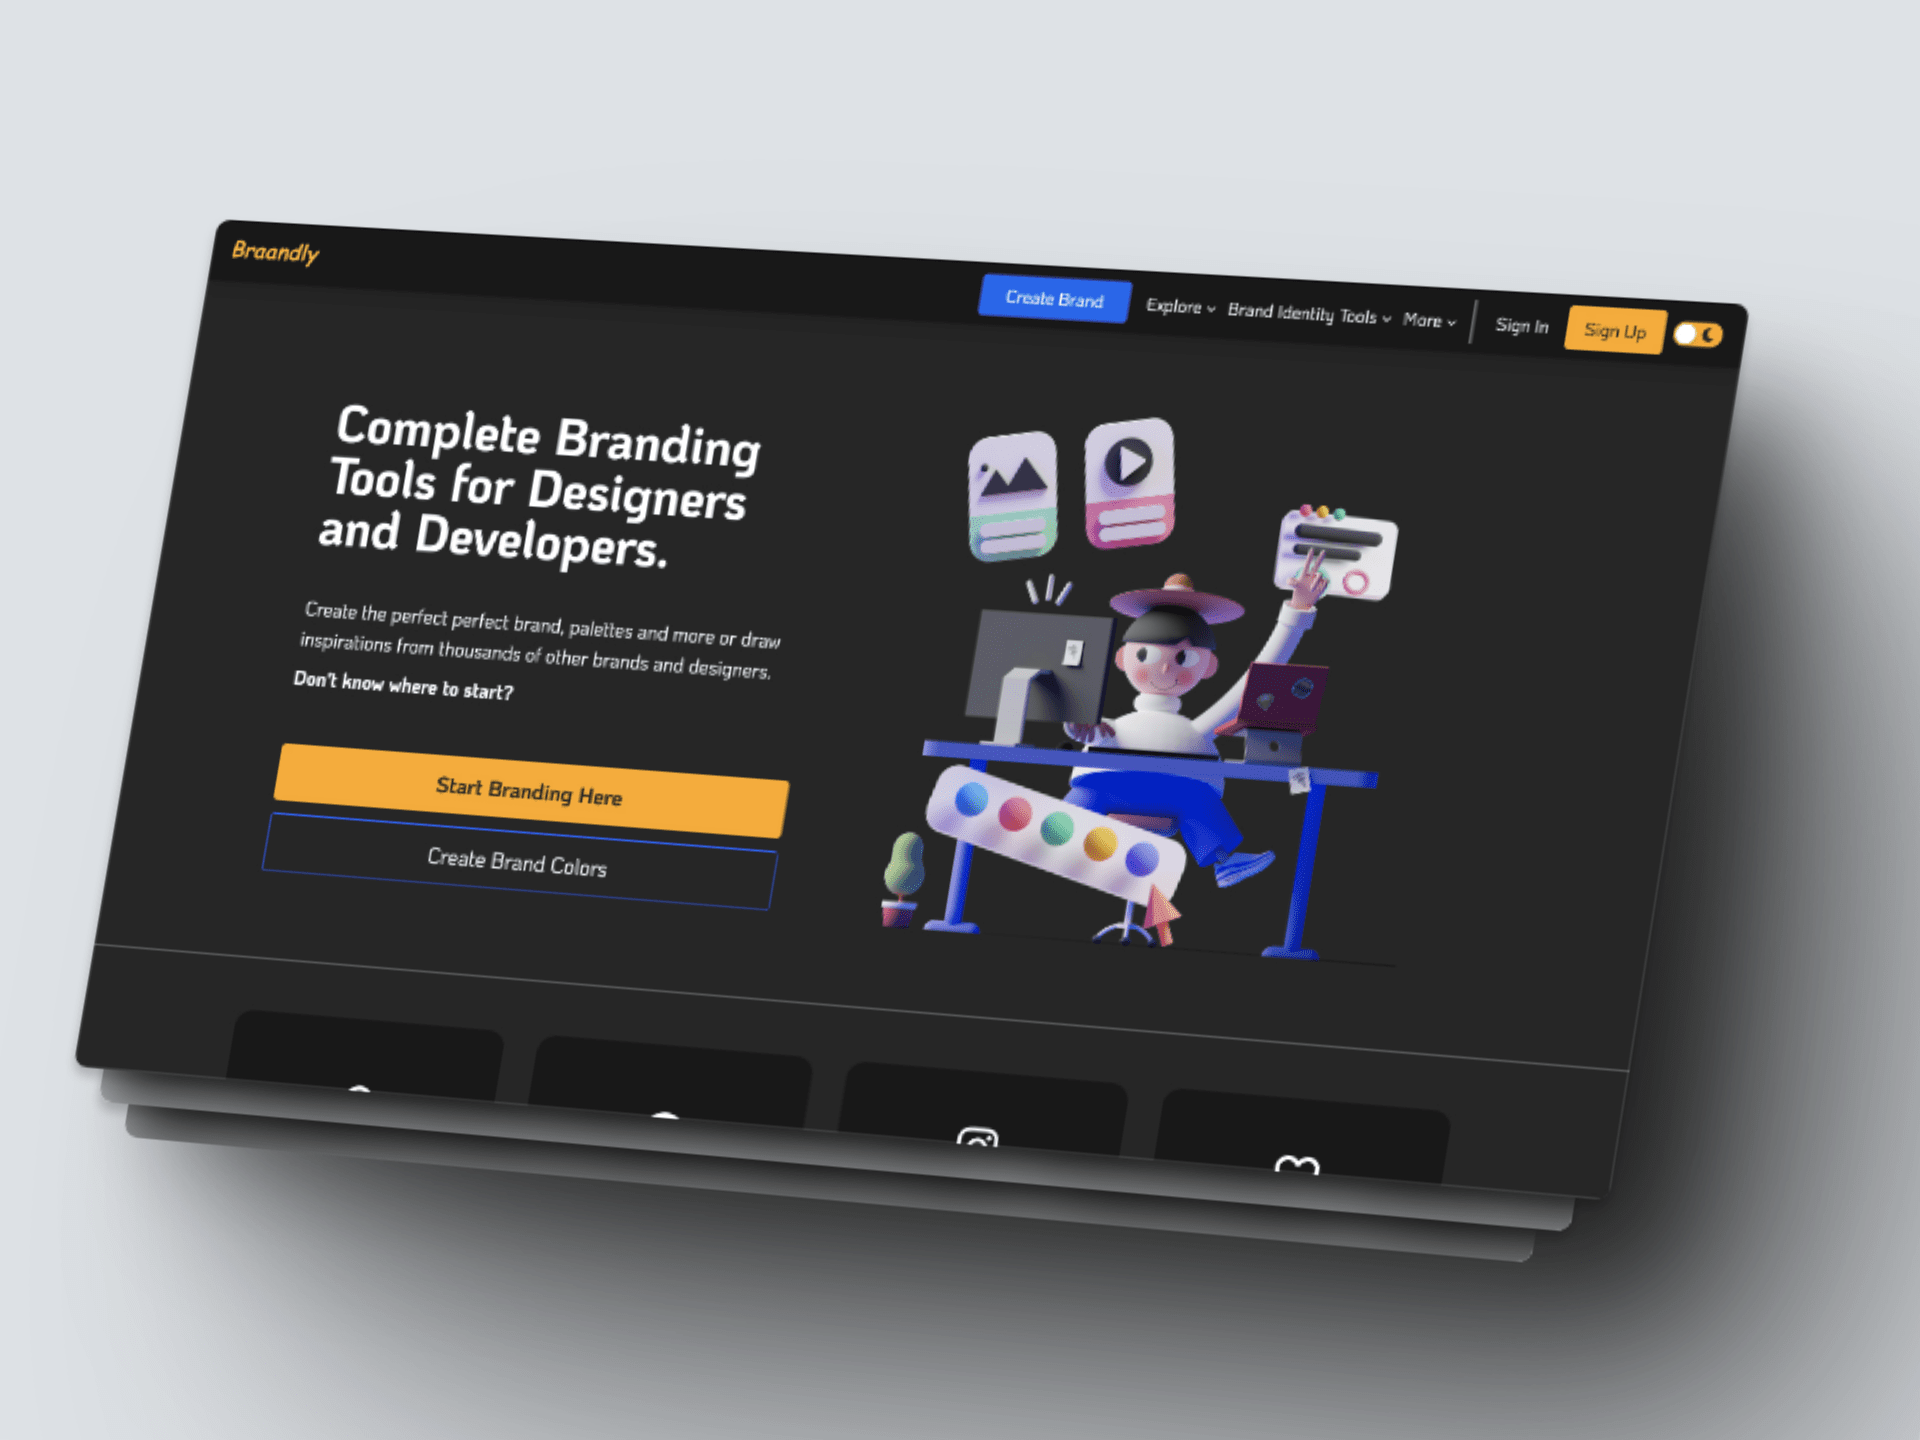 Braandly
Create Brand
Explore
Brand Identity Tools
More
Sign In
Sign Up
Complete Branding
Tools for Designers
and Developers.
Create the perfect perfect brand, palettes and more or draw
inspirations from thousands of other brands and designers.
Don't know where to start?
Start Branding Here
Create Brand Colors